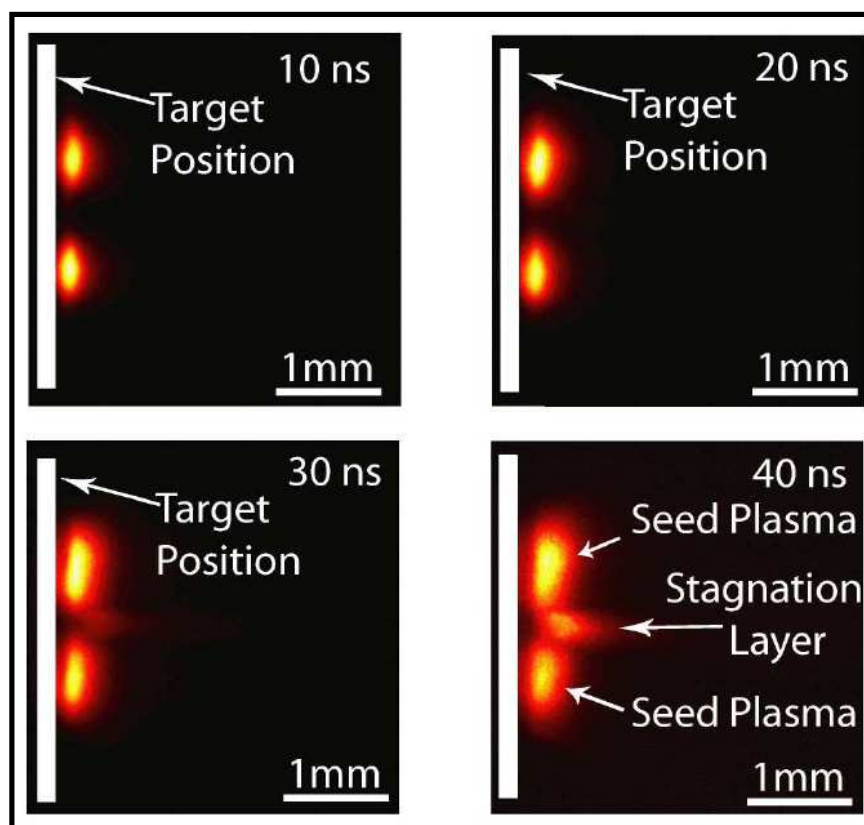 10 ns
Target
Position
1mm
20 ns
Target
Position
1mm
30 ns
Target
Position
1mm
40 ns
Seed Plasma
Stagnation
Layer
Seed Plasma
1mm